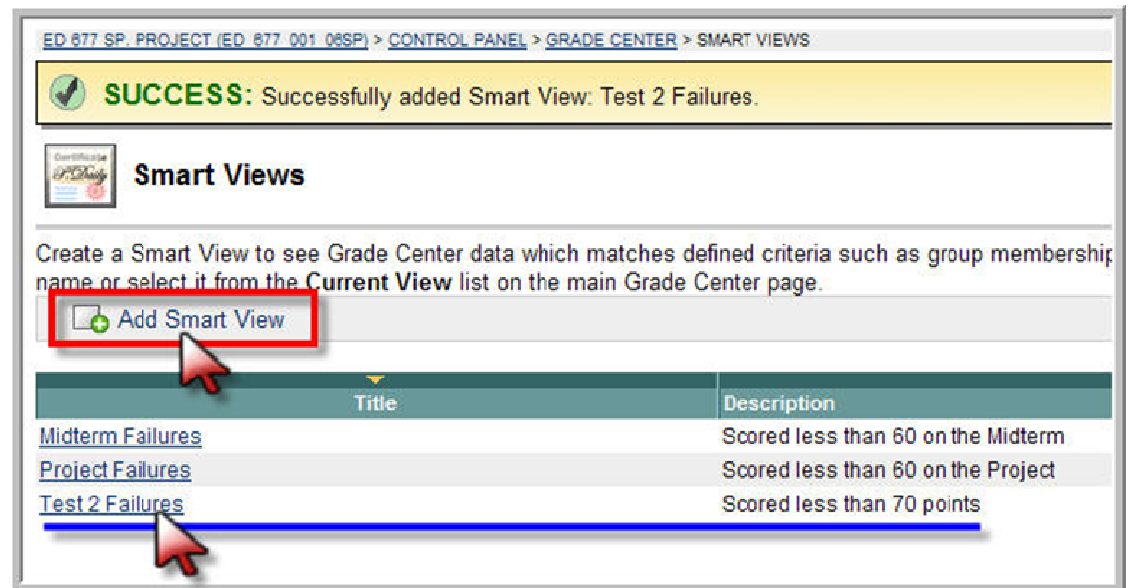 ED 677 SP. PROJECT (ED_677_001_06SP) > CONTROL PANEL > GRADE CENTER > SMART VIEWS
SUCCESS: Successfully added Smart View: Test 2 Failures.
Certificate
P. Daily
Smart Views
Create a Smart View to see Grade Center data which matches defined criteria such as group membership
name or select it from the Current View list on the main Grade Center page.
Add Smart View
Title Description
Midterm Failures Scored less than 60 on the Midterm
Project Failures Scored less than 60 on the Project
Test 2 Failures Scored less than 70 points